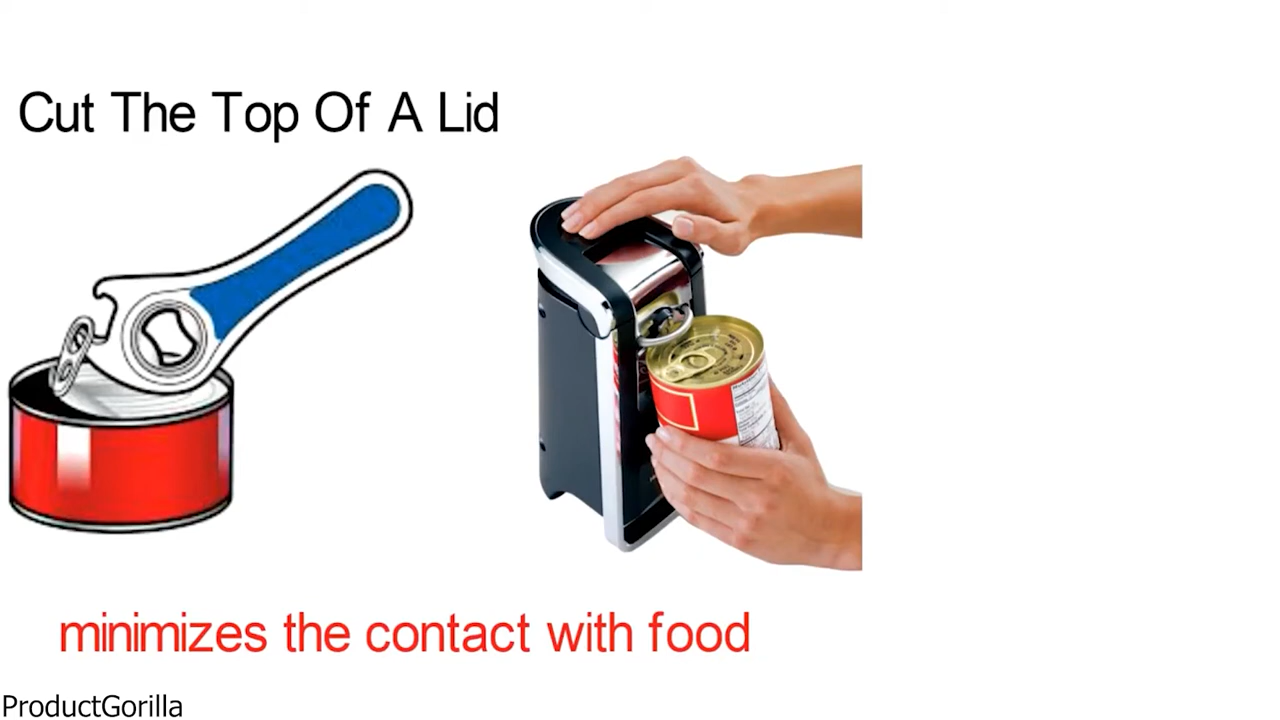 Cut The Top Of A Lid
minimizes the contact with food
ProductGorilla